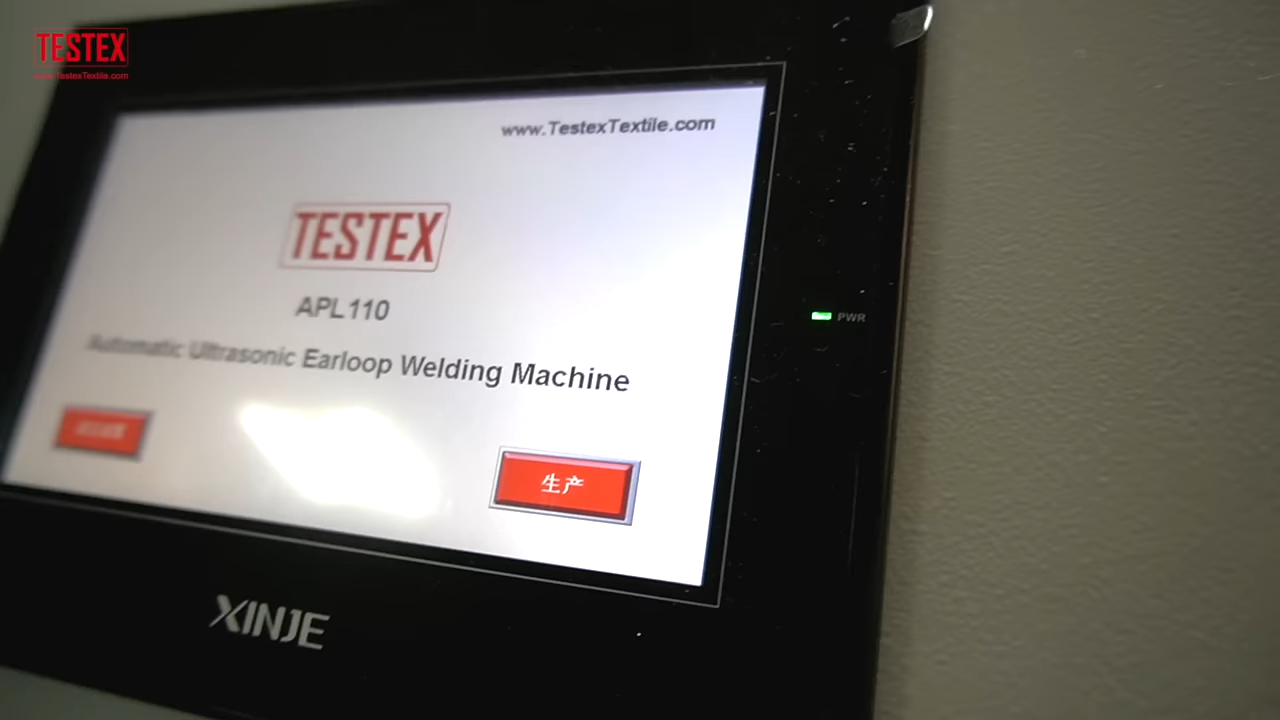 TESTEX
www.TestexTextile.com
www.TestexTextile.com
TESTEX
APL110
Automatic Ultrasonic Earloop Welding Machine
生产
PWR
XINJE